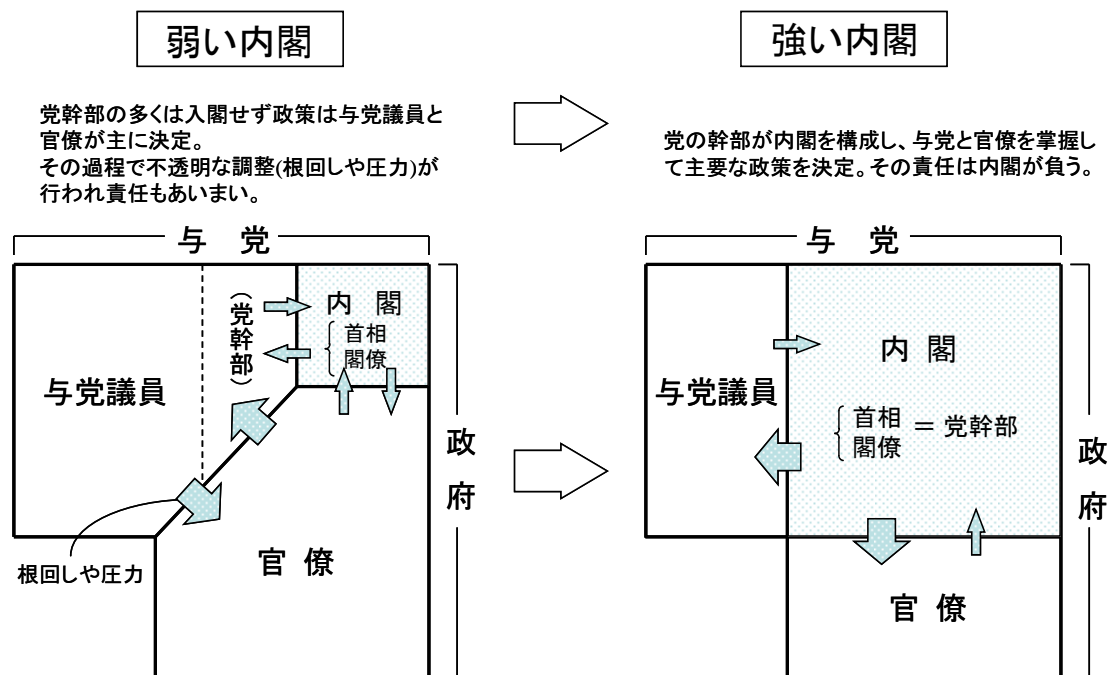 弱い内閣
党幹部の多くは入閣せず政策は与党議員と
官僚が主に決定。
その過程で不透明な調整(根回しや圧力)が
行われ責任もあいまい。
与　党
与党議員
(党幹部)
内　閣
首相
閣僚
政府
官 僚
根回しや圧力
強い内閣
党の幹部が内閣を構成し、与党と官僚を掌握し
て主要な政策を決定。その責任は内閣が負う。
与　党
与党議員
内 閣
首相
閣僚
＝ 党幹部
政府
官 僚